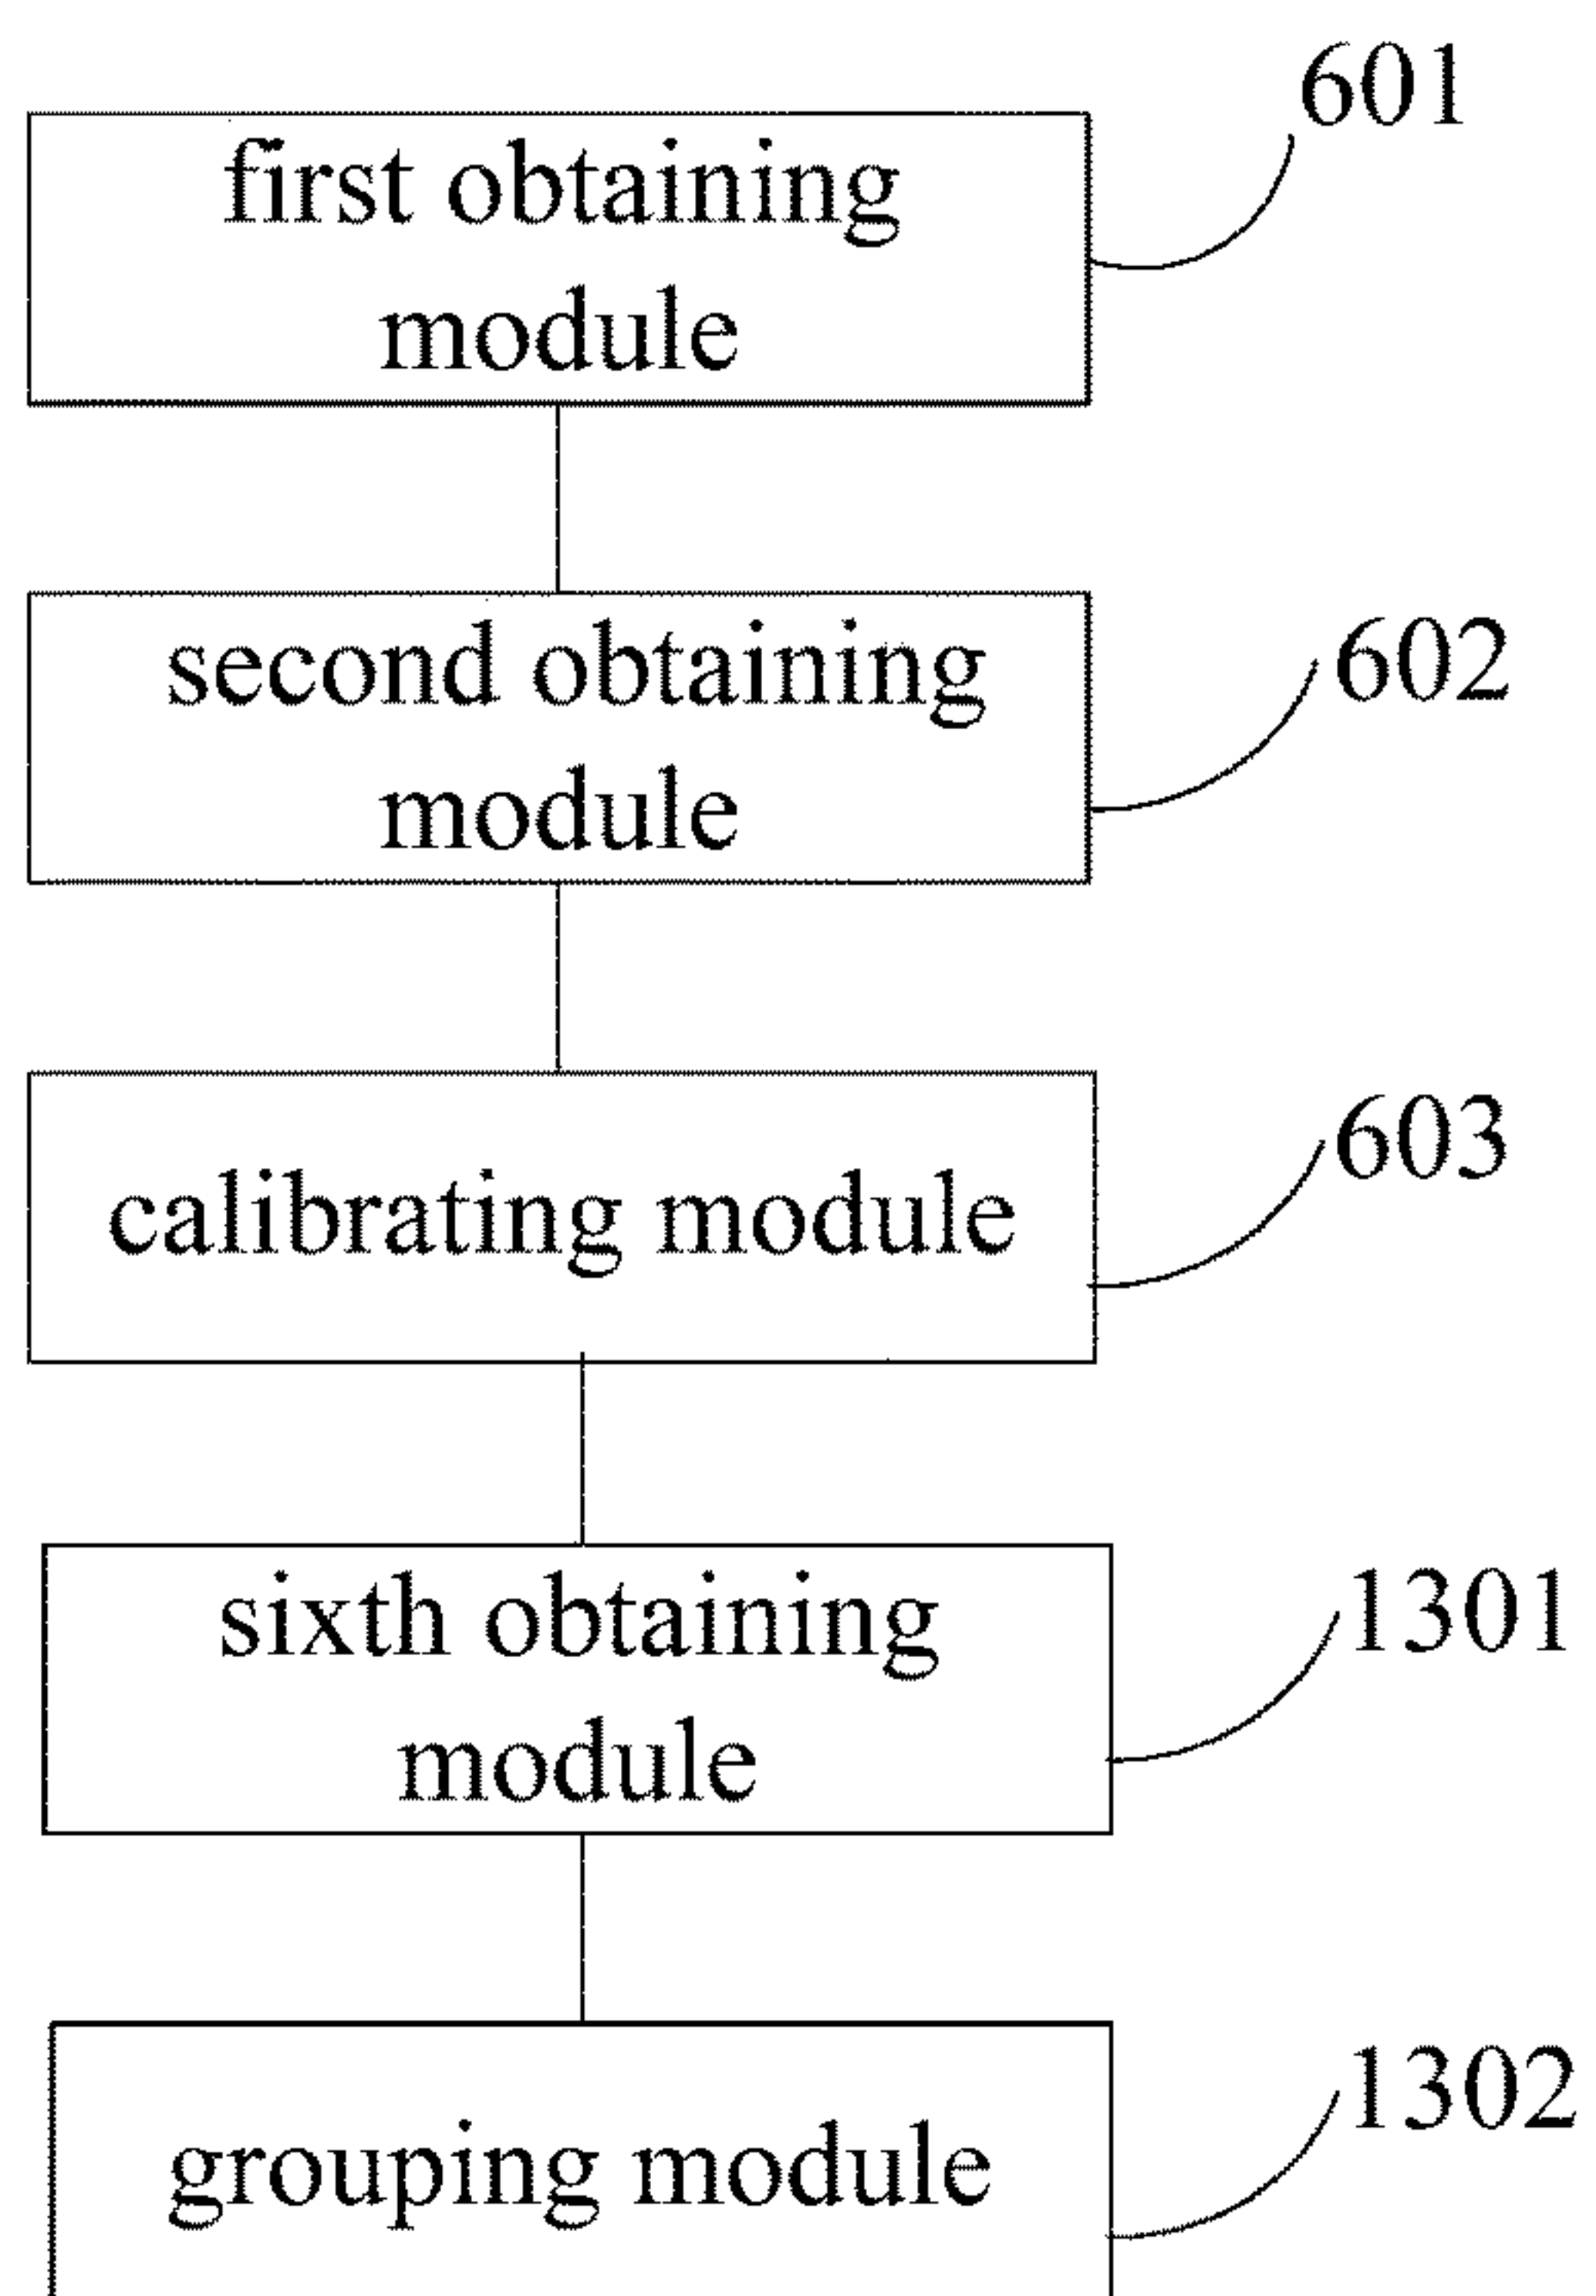 601
first obtaining
module
second obtaining
module
602
calibrating module
603
sixth obtaining
module
1301
grouping module
1302